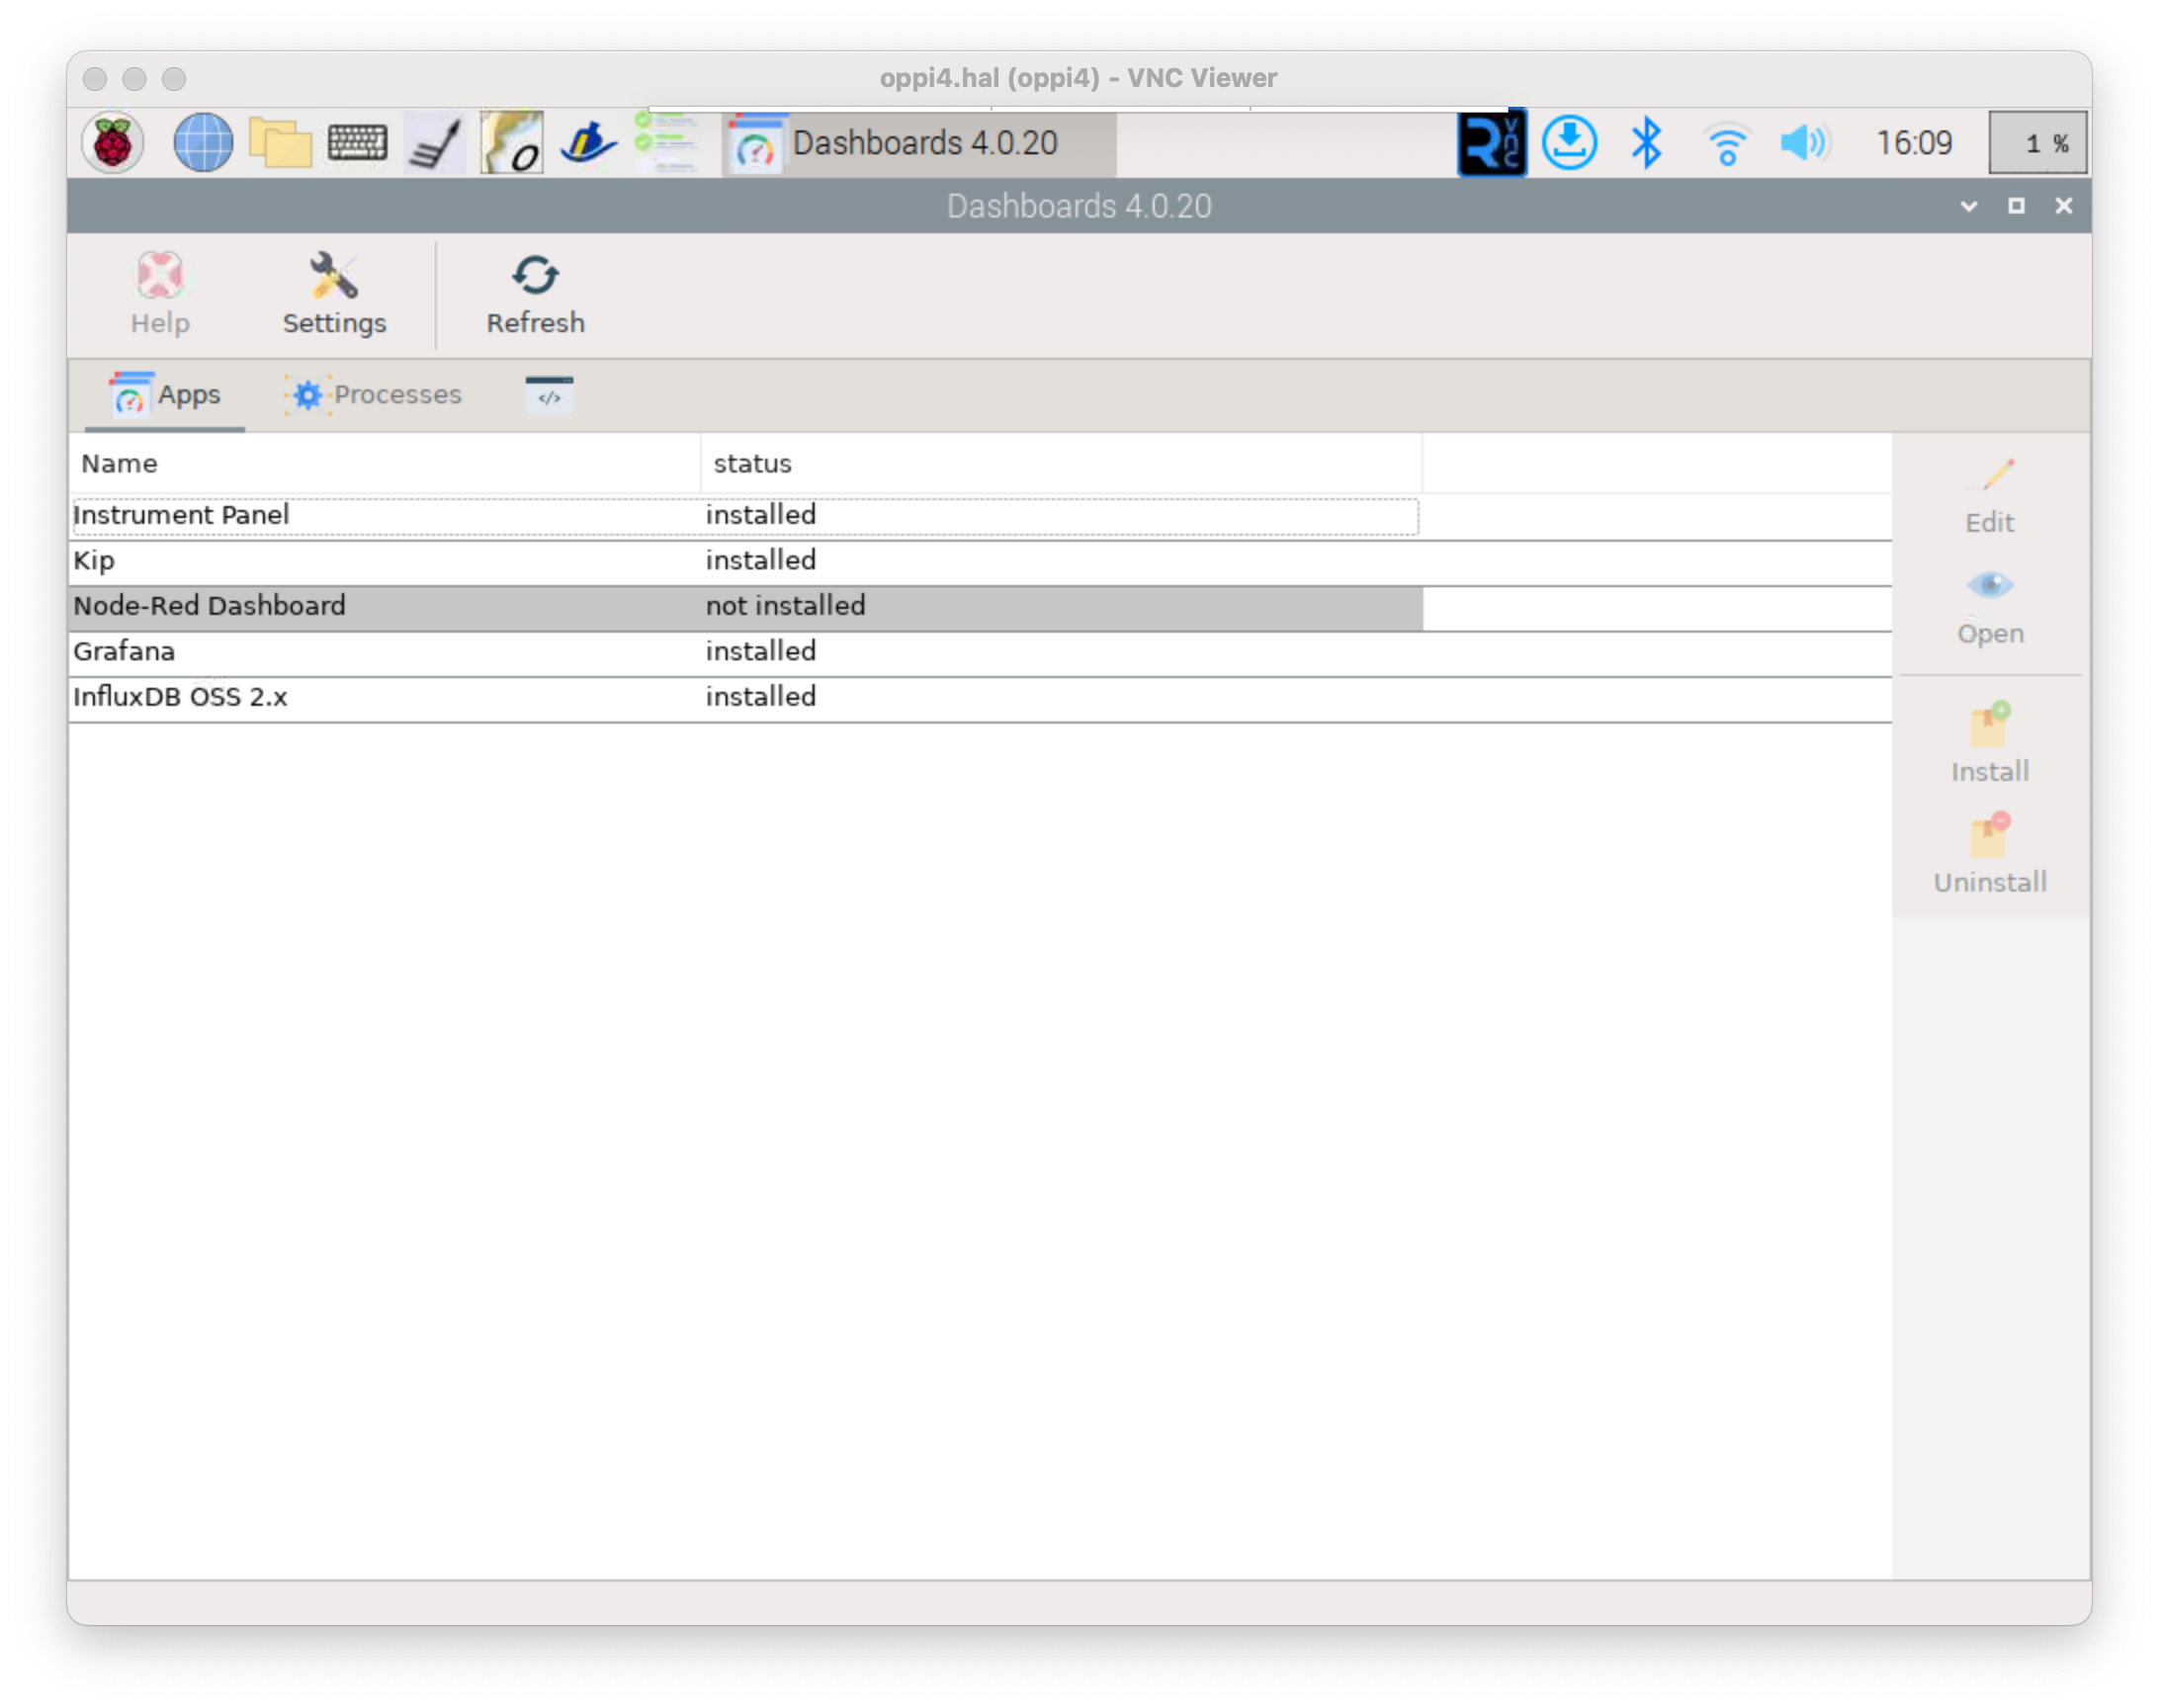 oppi4.hal (oppi4) - VNC Viewer
Dashboards 4.0.20 16:09 1 %
Dashboards 4.0.20
Help Settings Refresh
Apps Processes
Name status
Instrument Panel installed
Kip installed
Node-Red Dashboard not installed
Grafana installed
InfluxDB OSS 2.x installed
Edit
Open
Install
Uninstall